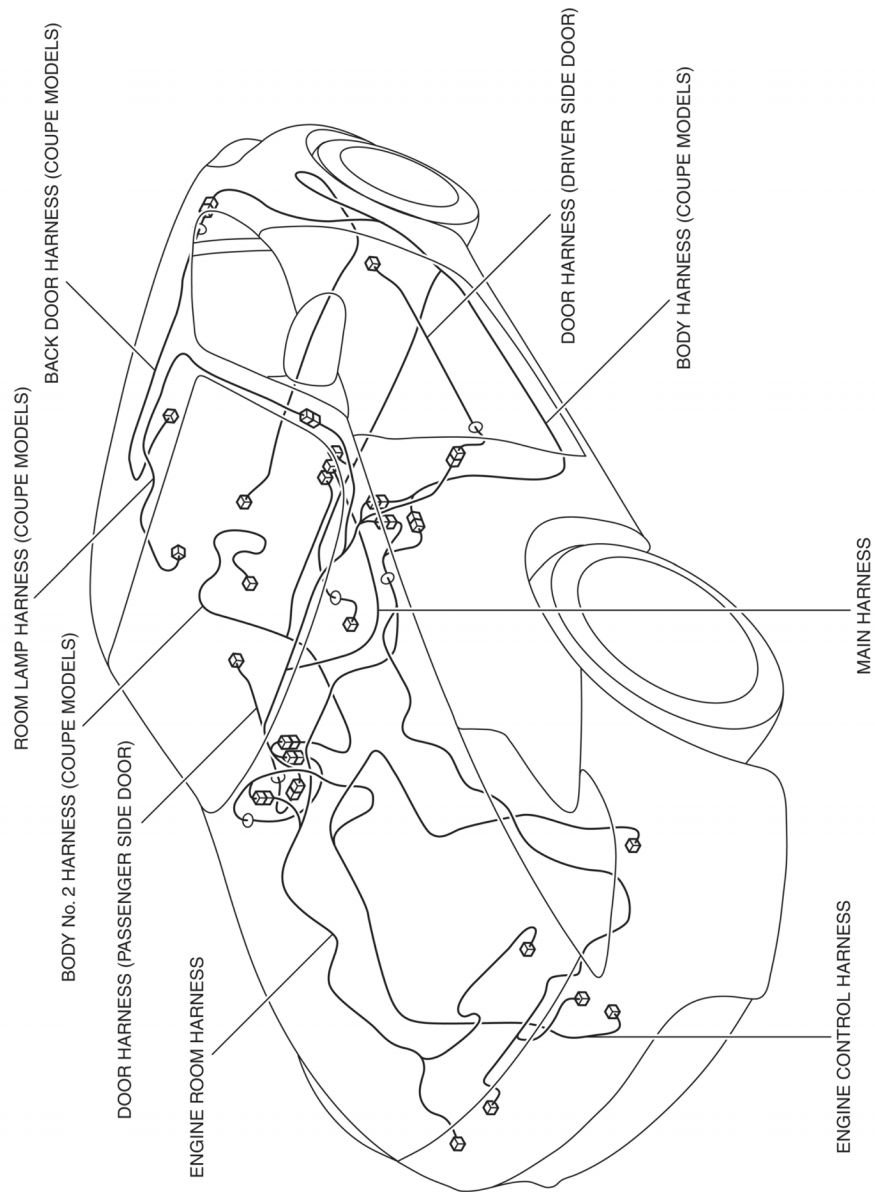 BACK DOOR HARNESS (COUPE MODELS)
ROOM LAMP HARNESS (COUPE MODELS)
BODY No. 2 HARNESS (COUPE MODELS)
DOOR HARNESS (PASSENGER SIDE DOOR)
ENGINE ROOM HARNESS
DOOR HARNESS (DRIVER SIDE DOOR)
BODY HARNESS (COUPE MODELS)
MAIN HARNESS
ENGINE CONTROL HARNESS